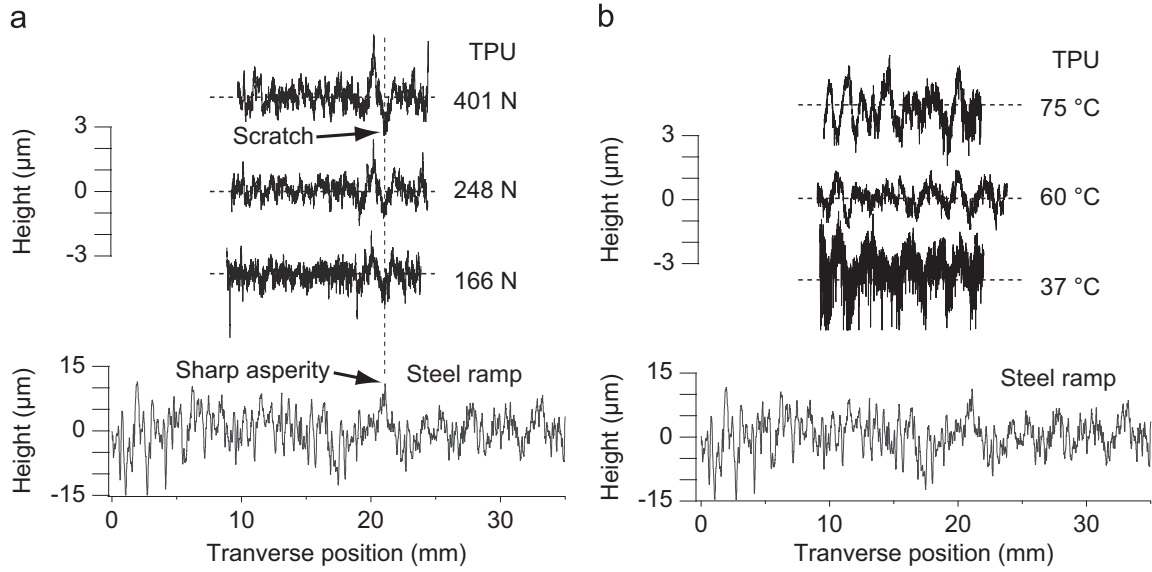 a
TPU
401 N
Scratch
248 N
166 N
3
0
-3
Height (μm)
Sharp asperity
Steel ramp
15
0
-15
Height (μm)
0 10 20 30
Tranverse position (mm)
b
TPU
75 °C
60 °C
37 °C
3
0
-3
Height (μm)
Steel ramp
15
0
-15
Height (μm)
0 10 20 30
Tranverse position (mm)